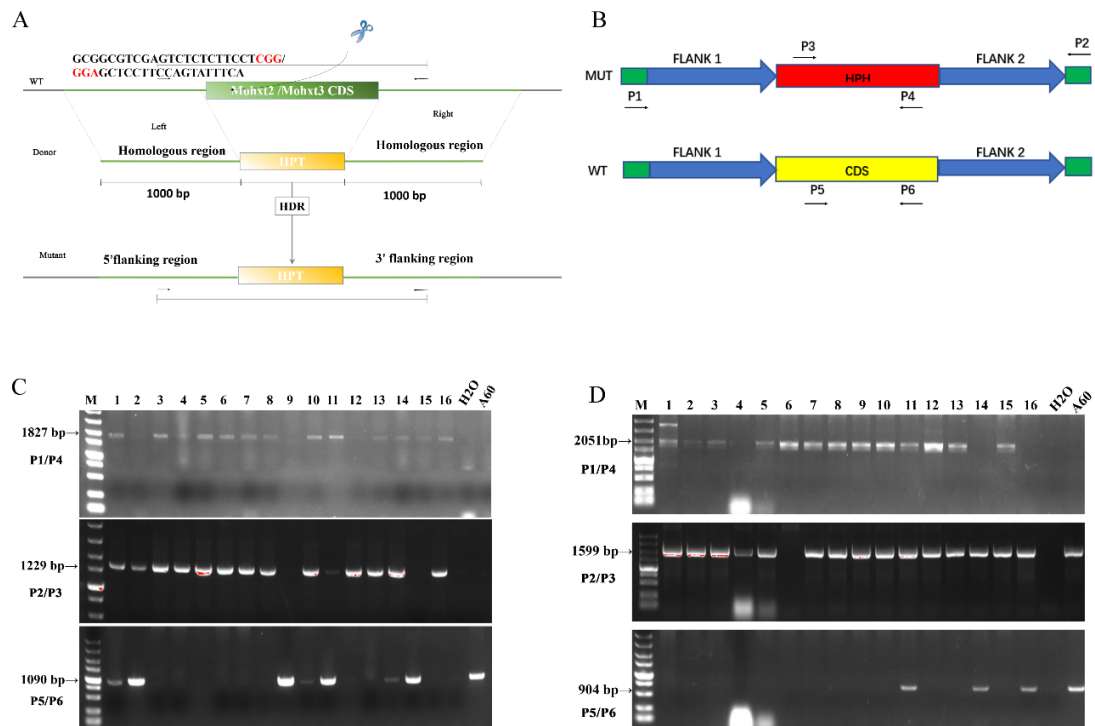 A
GCGGCGTCGAGTCTCTCTTCCTCGG/
GGAGCTCCTTCCAGTATTTCA
WT
Mohxt2 /Mohxt3 CDS
Left
Right
Donor
Homologous region
HPT
Homologous region
1000 bp
1000 bp
HDR
Mutant
5'flanking region
HPT
3' flanking region
B
P3
P2
FLANK 1
FLANK 2
MUT
HPH
P1
P4
FLANK 1
FLANK 2
WT
CDS
P5
P6
C
M 1 2 3 4 5 6 7 8 9 10 11 12 13 14 15 16 H2O A60
1827 bp
P1/P4
1229 bp
P2/P3
1090 bp
P5/P6
D
M 1 2 3 4 5 6 7 8 9 10 11 12 13 14 15 16 H2O A60
2051bp
P1/P4
1599 bp
P2/P3
904 bp
P5/P6